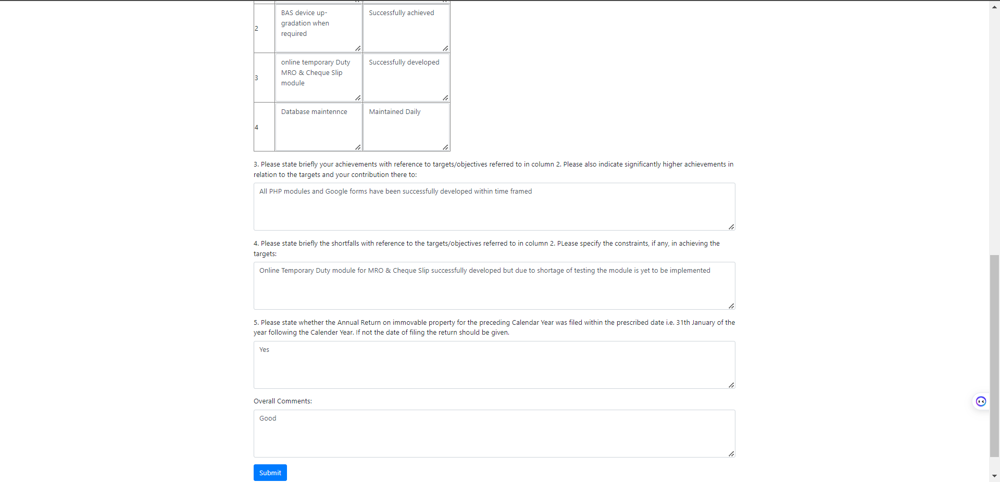 2
BAS device up-
gradation when
required
Successfully achieved
3
online temporary Duty
MRO & Cheque Slip
module
Successfully developed
4
Database maintennce
Maintained Daily
3. Please state briefly your achievements with reference to targets/objectives referred to in column 2. Please also indicate significantly higher achievements in
relation to the targets and your contribution there to:
All PHP modules and Google forms have been successfully developed within time framed
4. Please state briefly the shortfalls with reference to the targets/objectives referred to in column 2. PLease specify the constraints, if any, in achieving the
targets:
Online Temporary Duty module for MRO & Cheque Slip successfully developed but due to shortage of testing the module is yet to be implemented
5. Please state whether the Annual Return on immovable property for the preceding Calendar Year was filed within the prescribed date i.e. 31th January of the
year following the Calender Year. If not the date of filing the return should be given.
Yes
Overall Comments:
Good
Submit